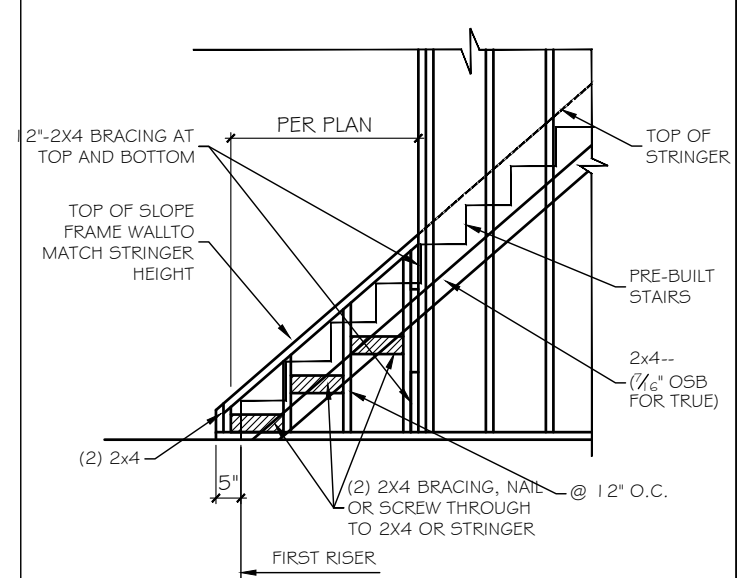 PER PLAN
12"-2X4 BRACING AT
TOP AND BOTTOM
TOP OF
STRINGER
TOP OF SLOPE
FRAME WALLTO
MATCH STRINGER
HEIGHT
PRE-BUILT
STAIRS
2x4--
(7/16" OSB
FOR TRUE)
(2) 2x4
5"
(2) 2X4 BRACING, NAIL
OR SCREW THROUGH
TO 2X4 OR STRINGER
@ 12" O.C.
FIRST RISER